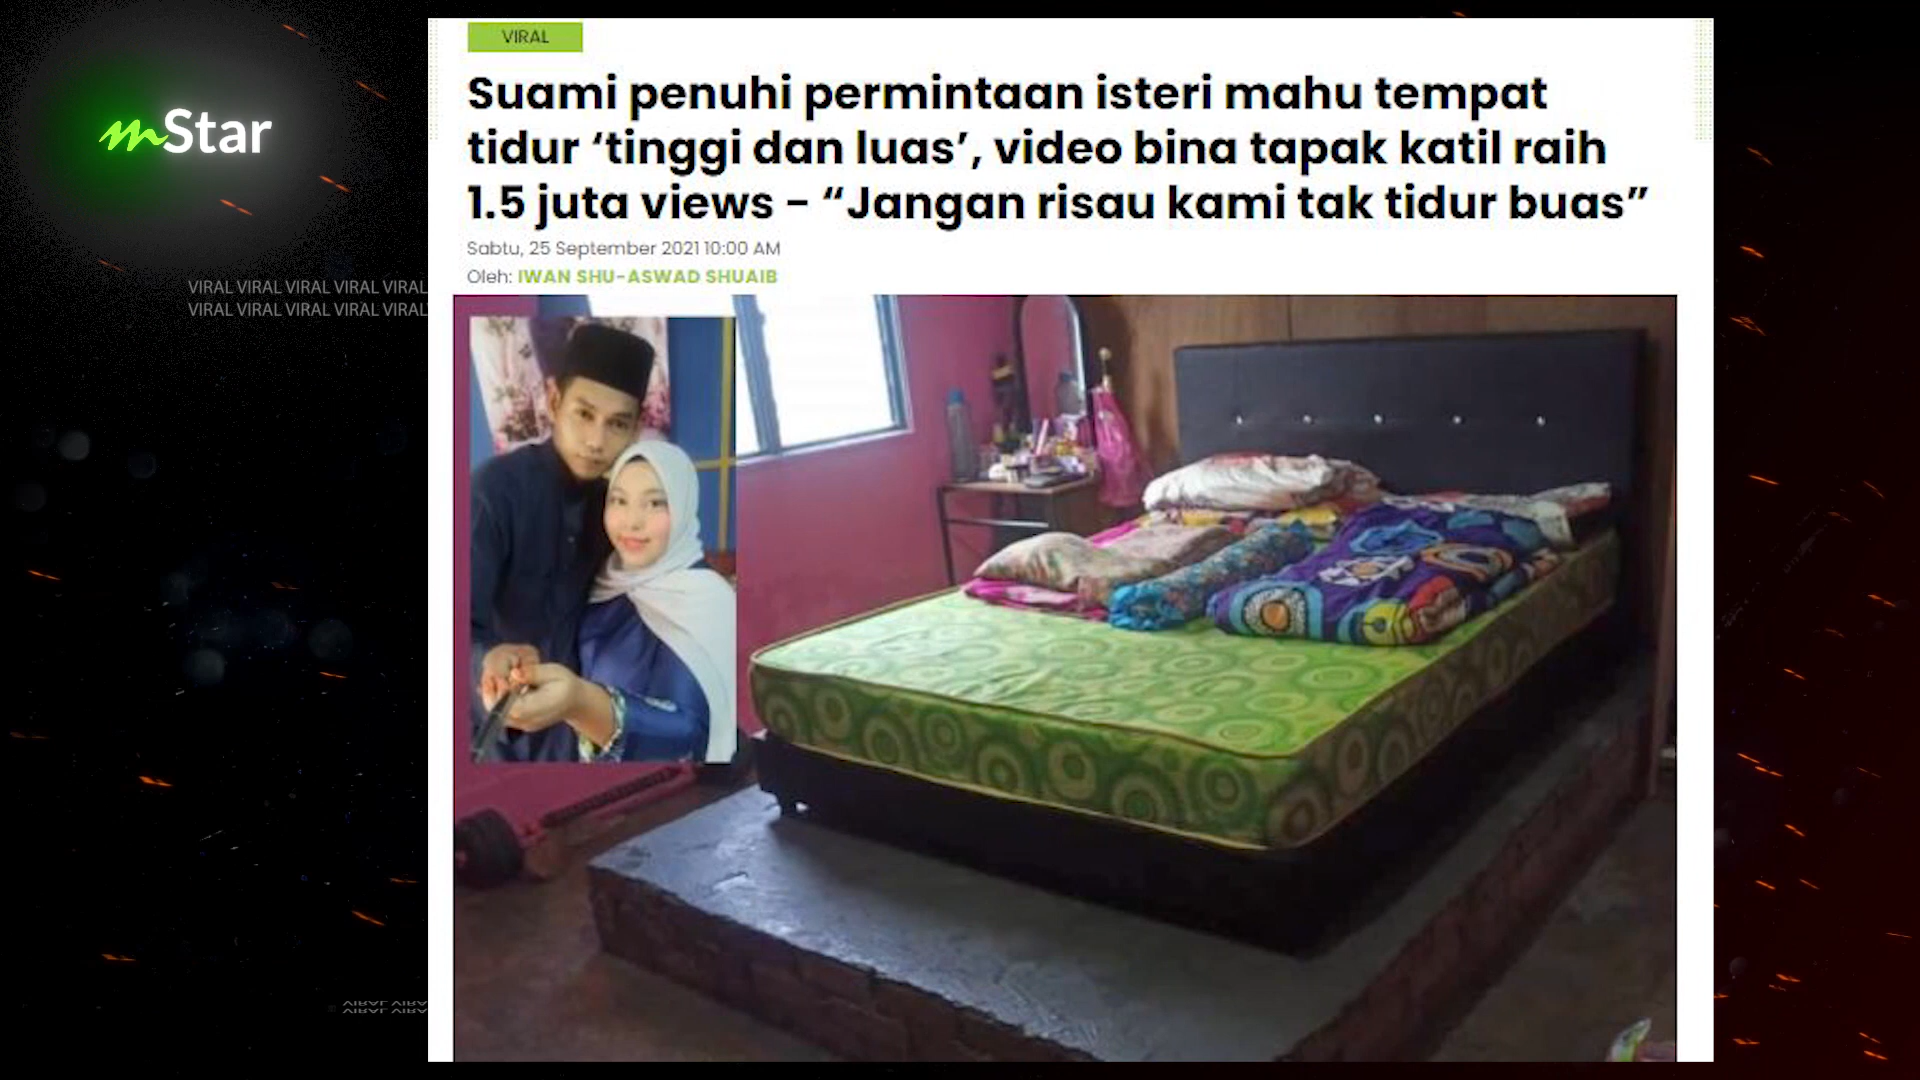 mStar
VIRAL VIRAL VIRAL VIRAL VIRAL
VIRAL VIRAL VIRAL VIRAL VIRAL
VIRAL
Suami penuhi permintaan isteri mahu tempat
tidur ‘tinggi dan luas’, video bina tapak katil raih
1.5 juta views - “Jangan risau kami tak tidur buas”
Sabtu, 25 September 2021 10:00 AM
Oleh: IWAN SHU-ASWAD SHUAIB